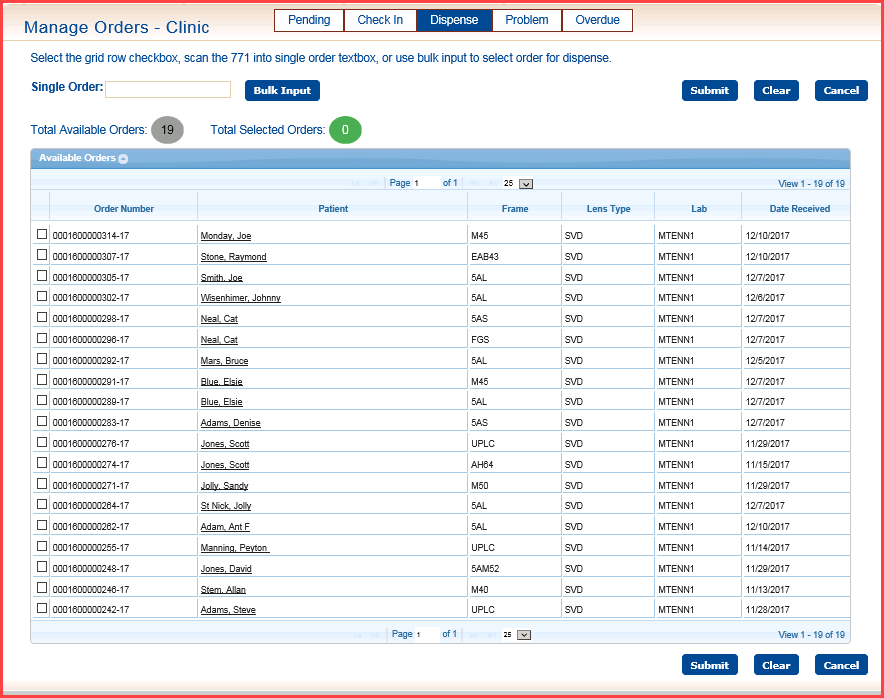 Manage Orders - Clinic
Pending Check In Dispense Problem Overdue
Select the grid row checkbox, scan the 771 into single order textbox, or use bulk input to select order for dispense.
Single Order: Bulk Input Submit Clear Cancel
Total Available Orders: 19 Total Selected Orders: 0
Available Orders
Page 1 of 1 25 View 1 - 19 of 19
Order Number Patient Frame Lens Type Lab Date Received
0001600000314-17 Monday, Joe M45 SVD MTENN1 12/10/2017
0001600000307-17 Stone, Raymond EAB43 SVD MTENN1 12/10/2017
0001600000305-17 Smith, Joe 5AL SVD MTENN1 12/7/2017
0001600000302-17 Wisenhimer, Johnny 5AL SVD MTENN1 12/6/2017
0001600000298-17 Neal, Cat 5AS SVD MTENN1 12/7/2017
0001600000296-17 Neal, Cat FGS SVD MTENN1 12/7/2017
0001600000292-17 Mars, Bruce 5AL SVD MTENN1 12/5/2017
0001600000291-17 Blue, Elsie M45 SVD MTENN1 12/7/2017
0001600000289-17 Blue, Elsie 5AL SVD MTENN1 12/7/2017
0001600000283-17 Adams, Denise 5AS SVD MTENN1 12/7/2017
0001600000276-17 Jones, Scott UPLC SVD MTENN1 11/29/2017
0001600000274-17 Jones, Scott AH64 SVD MTENN1 11/15/2017
0001600000271-17 Jolly, Sandy M50 SVD MTENN1 11/29/2017
0001600000264-17 St Nick, Jolly 5AL SVD MTENN1 12/7/2017
0001600000262-17 Adam, Ant F 5AL SVD MTENN1 12/10/2017
0001600000255-17 Manning, Peyton UPLC SVD MTENN1 11/14/2017
0001600000248-17 Jones, David 5AM52 SVD MTENN1 11/29/2017
0001600000246-17 Stern, Allan M40 SVD MTENN1 11/13/2017
0001600000242-17 Adams, Steve UPLC SVD MTENN1 11/28/2017
Page 1 of 1 25 View 1 - 19 of 19
Submit Clear Cancel